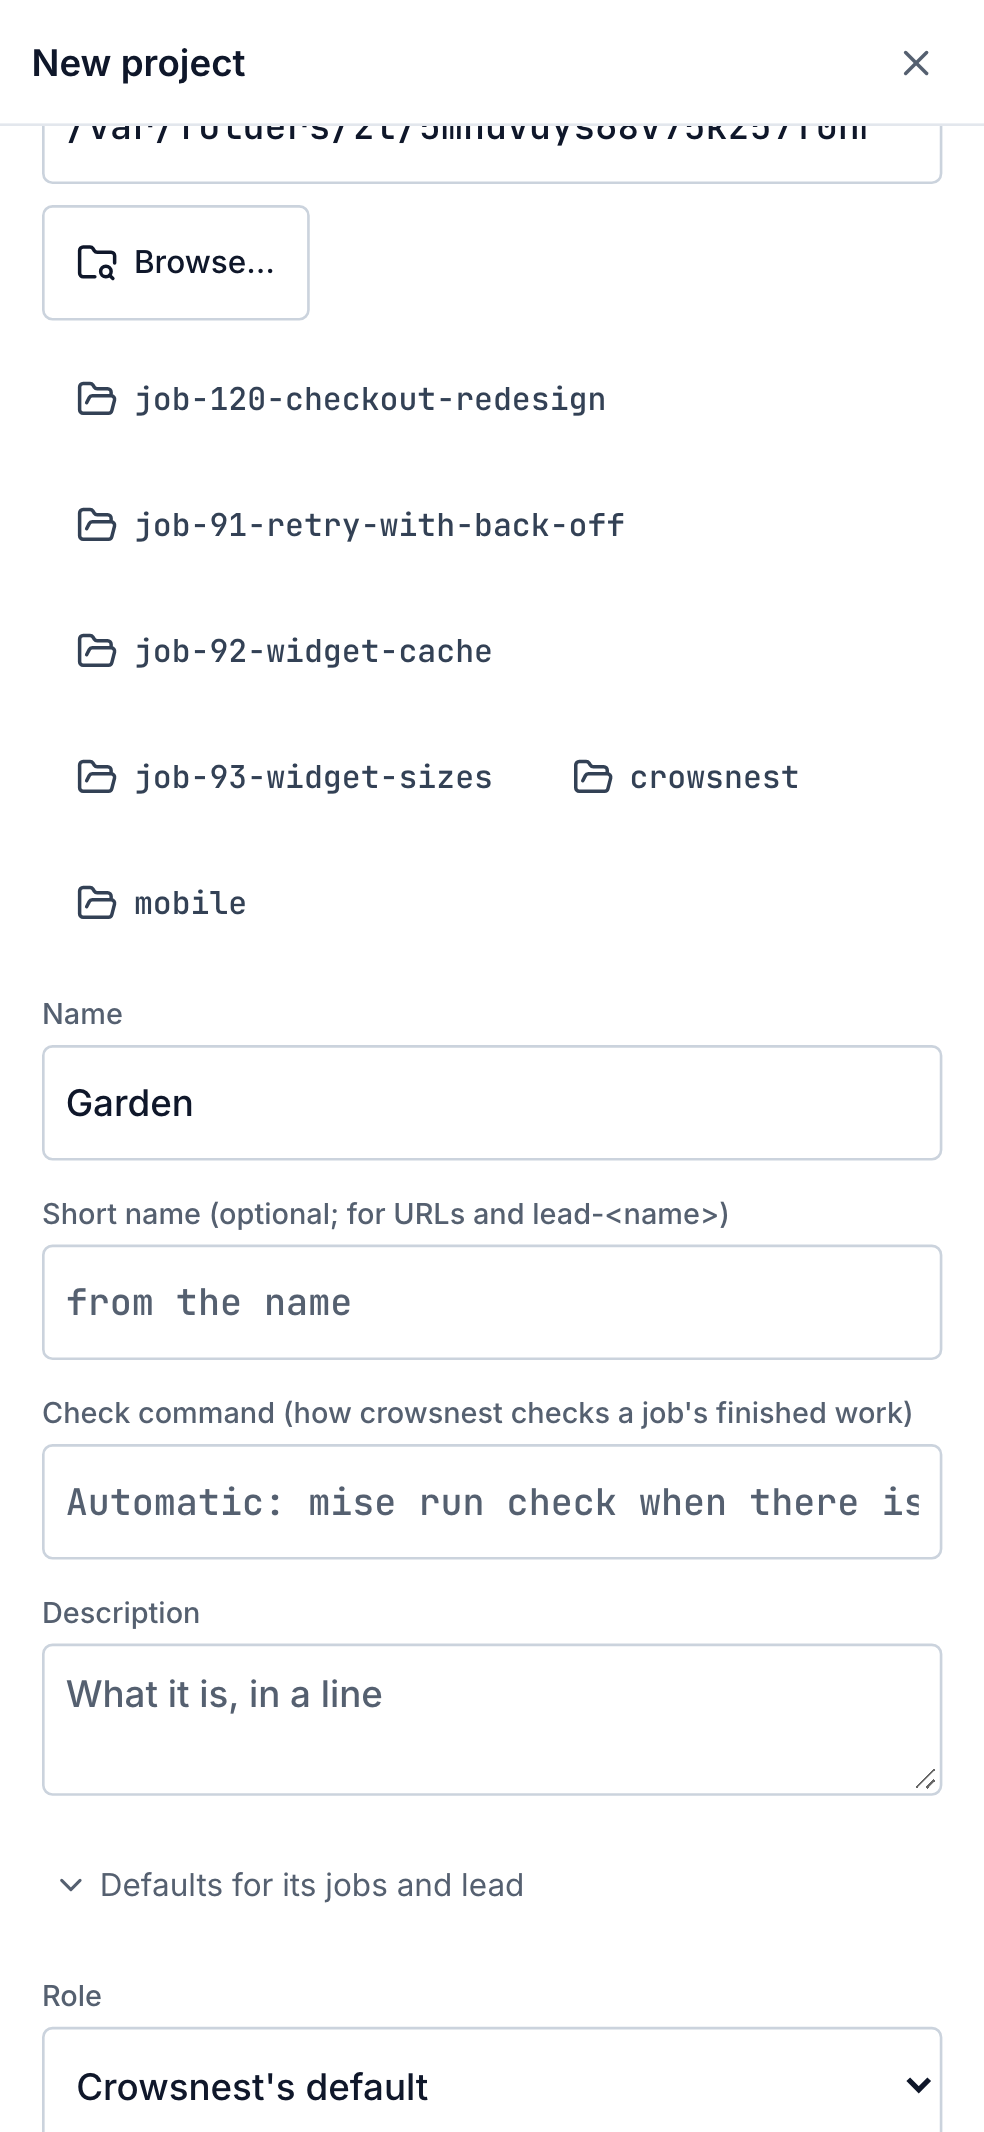 New project
Browse...
job-120-checkout-redesign
job-91-retry-with-back-off
job-92-widget-cache
job-93-widget-sizes
crowsnest
mobile
Name
Garden
Short name (optional; for URLs and lead-<name>)
from the name
Check command (how crowsnest checks a job's finished work)
Automatic: mise run check when there is
Description
What it is, in a line
Defaults for its jobs and lead
Role
Crowsnest's default